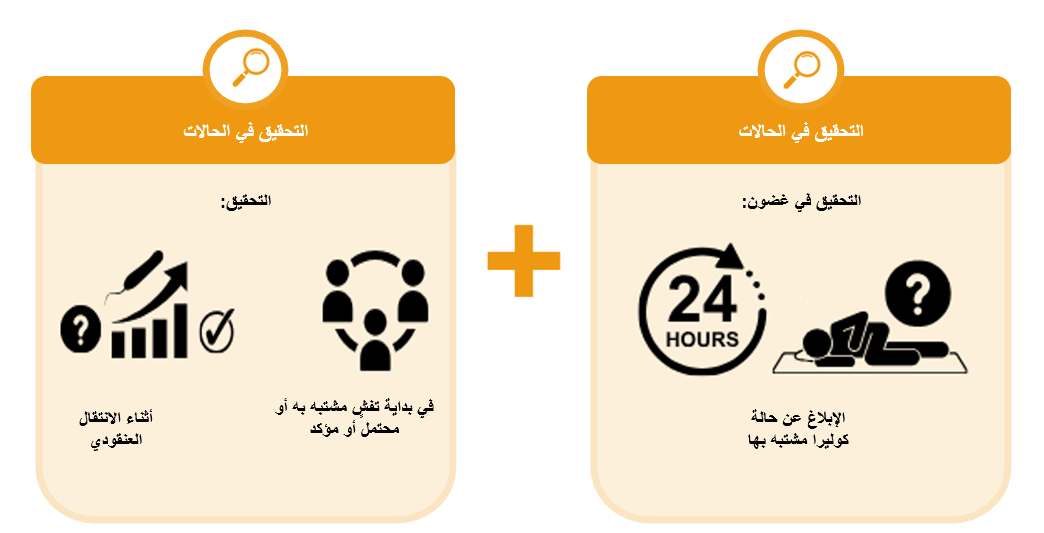 التحقيق في الحالات
التحقيق في غضون:
24
HOURS
?
الإبلاغ عن حالة
كوليرا مشتبه بها
التحقيق في الحالات
التحقيق:
?
في بداية تفشٍ مشتبه به أو
محتمل أو مؤكد
أثناء الانتقال
العنقودي